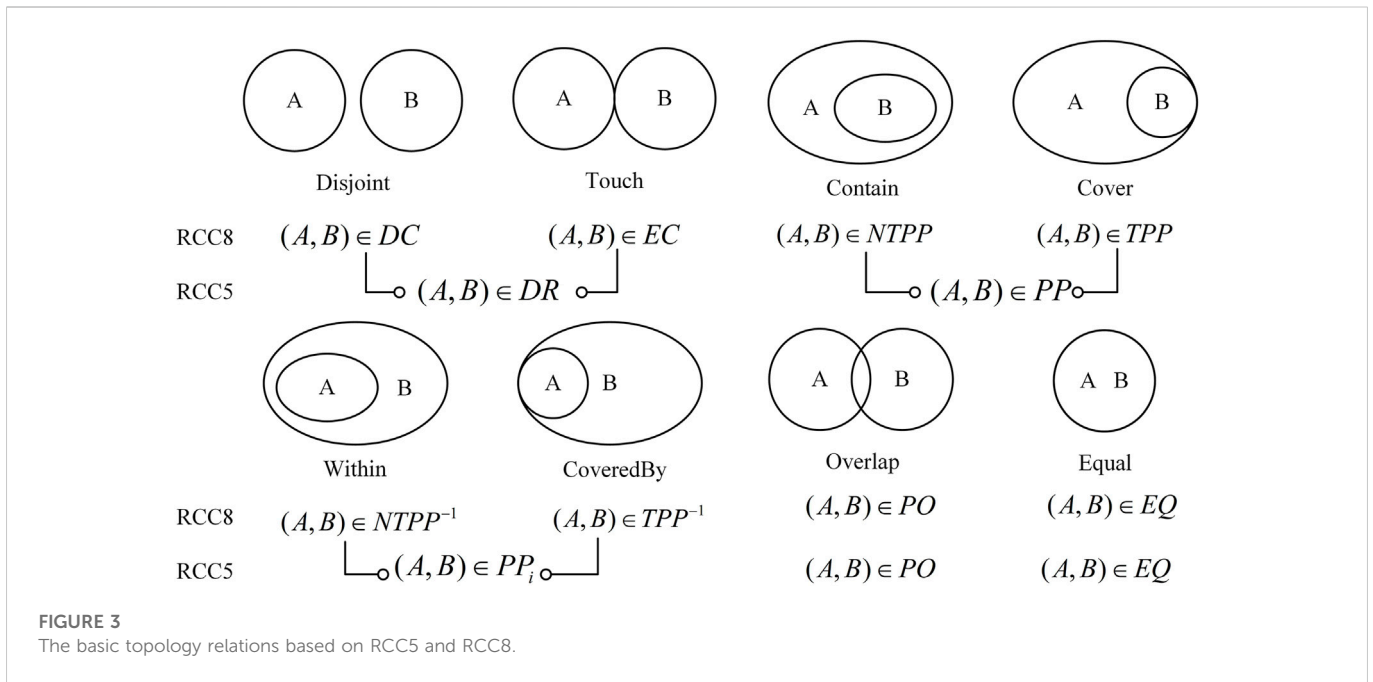 A B A B A B A B
Disjoint Touch Contain Cover
RCC8 (A, B) ∈ DC (A, B) ∈ EC (A, B) ∈ NTPP (A, B) ∈ TPP
RCC5 (A, B) ∈ DR (A, B) ∈ PP
A B A B A B A B
Within CoveredBy Overlap Equal
RCC8 (A, B) ∈ NTPP⁻¹ (A, B) ∈ TPP⁻¹ (A, B) ∈ PO (A, B) ∈ EQ
RCC5 (A, B) ∈ PPᵢ (A, B) ∈ PO (A, B) ∈ EQ
FIGURE 3
The basic topology relations based on RCC5 and RCC8.